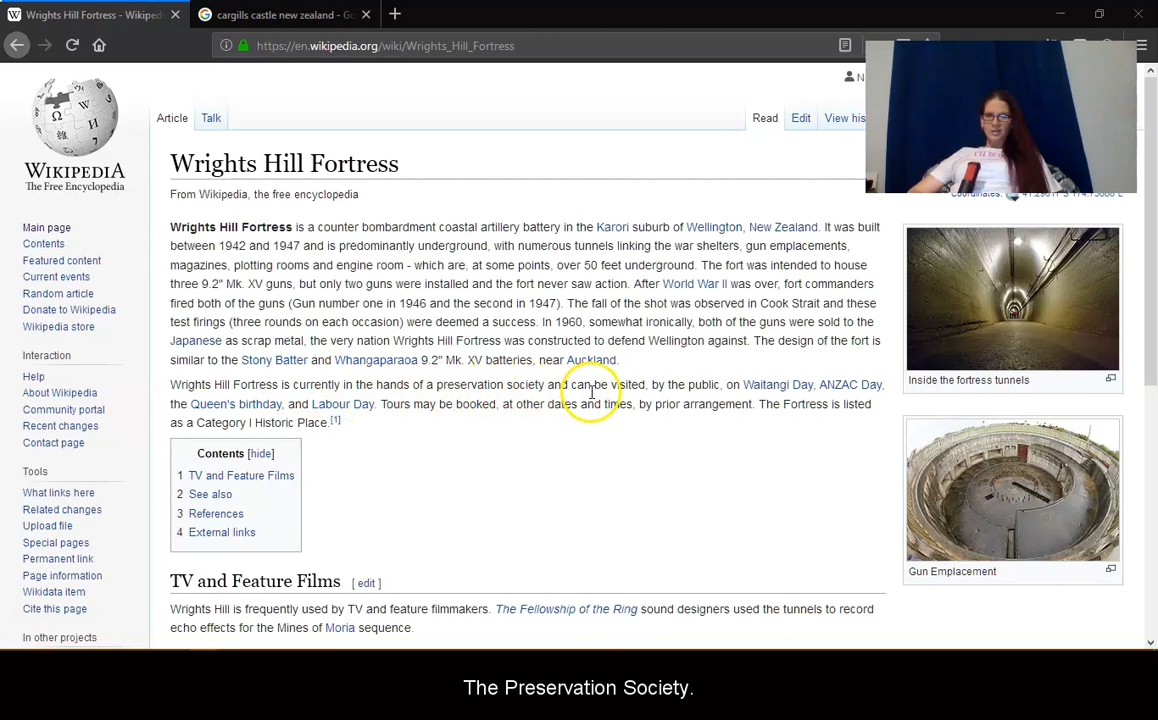 Wrights Hill Fortress - Wikiped
cargills castle new zealand - Go
https://en.wikipedia.org/wiki/Wrights_Hill_Fortress
N
WIKIPEDIA
The Free Encyclopedia
Article
Talk
Read
Edit
View his
Wrights Hill Fortress
From Wikipedia, the free encyclopedia
Wrights Hill Fortress is a counter bombardment coastal artillery battery in the Karori suburb of Wellington, New Zealand. It was built
between 1942 and 1947 and is predominantly underground, with numerous tunnels linking the war shelters, gun emplacements,
magazines, plotting rooms and engine room - which are, at some points, over 50 feet underground. The fort was intended to house
three 9.2" Mk. XV guns, but only two guns were installed and the fort never saw action. After World War II was over, fort commanders
fired both of the guns (Gun number one in 1946 and the second in 1947). The fall of the shot was observed in Cook Strait and these
test firings (three rounds on each occasion) were deemed a success. In 1960, somewhat ironically, both of the guns were sold to the
Japanese as scrap metal, the very nation Wrights Hill Fortress was constructed to defend Wellington against. The design of the fort is
similar to the Stony Batter and Whangaparaoa 9.2" Mk. XV batteries, near Auckland.
Wrights Hill Fortress is currently in the hands of a preservation society and can be visited, by the public, on Waitangi Day, ANZAC Day,
the Queen's birthday, and Labour Day. Tours may be booked, at other dates and times, by prior arrangement. The Fortress is listed
as a Category I Historic Place.[1]
Contents [hide]
1 TV and Feature Films
2 See also
3 References
4 External links
TV and Feature Films [ edit ]
Wrights Hill is frequently used by TV and feature filmmakers. The Fellowship of the Ring sound designers used the tunnels to record
echo effects for the Mines of Moria sequence.
Main page
Contents
Featured content
Current events
Random article
Donate to Wikipedia
Wikipedia store
Interaction
Help
About Wikipedia
Community portal
Recent changes
Contact page
Tools
What links here
Related changes
Upload file
Special pages
Permanent link
Page information
Wikidata item
Cite this page
In other projects
Inside the fortress tunnels
Gun Emplacement
The Preservation Society.